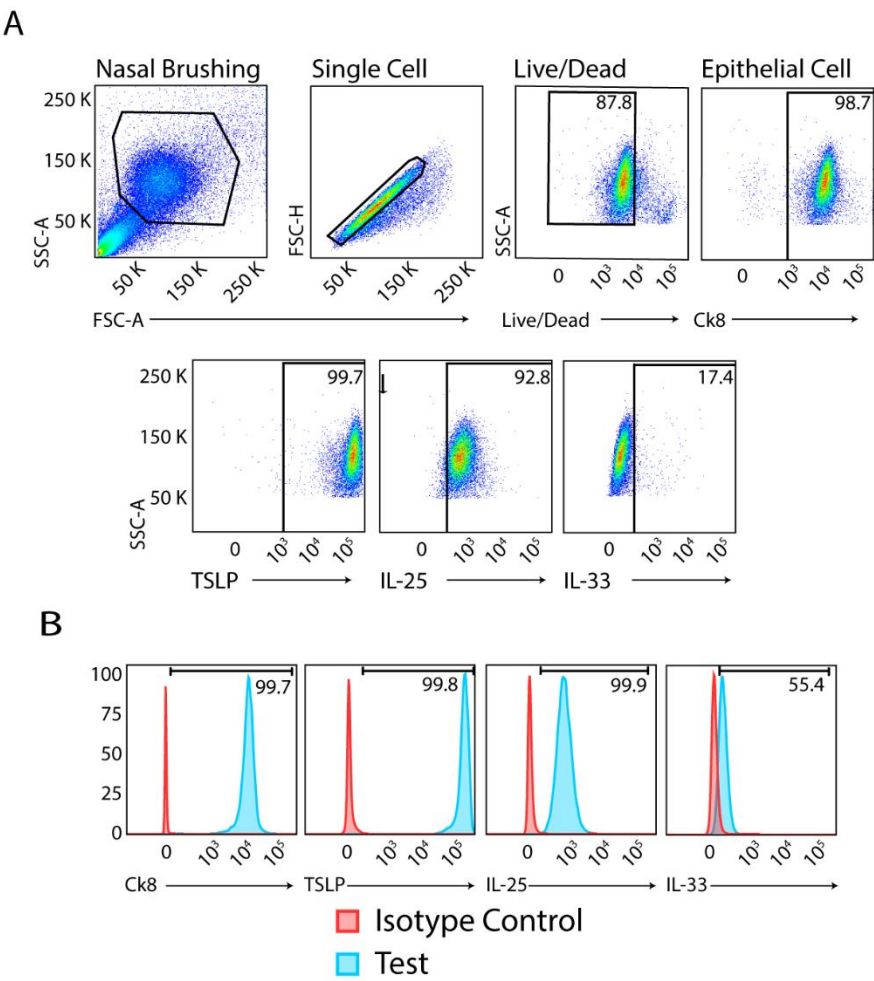 A
Nasal Brushing
Single Cell
Live/Dead
Epithelial Cell
250 K
150 K
50 K
SSC-A
50 K
150 K
250 K
FSC-A
FSC-H
50 K
150 K
250 K
87.8
SSC-A
0
10³
10⁴
10⁵
Live/Dead
98.7
0
10³
10⁴
10⁵
Ck8
250 K
150 K
50 K
SSC-A
99.7
0
10³
10⁴
10⁵
TSLP
92.8
0
10³
10⁴
10⁵
IL-25
17.4
0
10³
10⁴
10⁵
IL-33
B
100
75
50
25
0
99.7
0
10³
10⁴
10⁵
Ck8
99.8
0
10³
10⁴
10⁵
TSLP
99.9
0
10³
10⁴
10⁵
IL-25
55.4
0
10³
10⁴
10⁵
IL-33
Isotype Control
Test